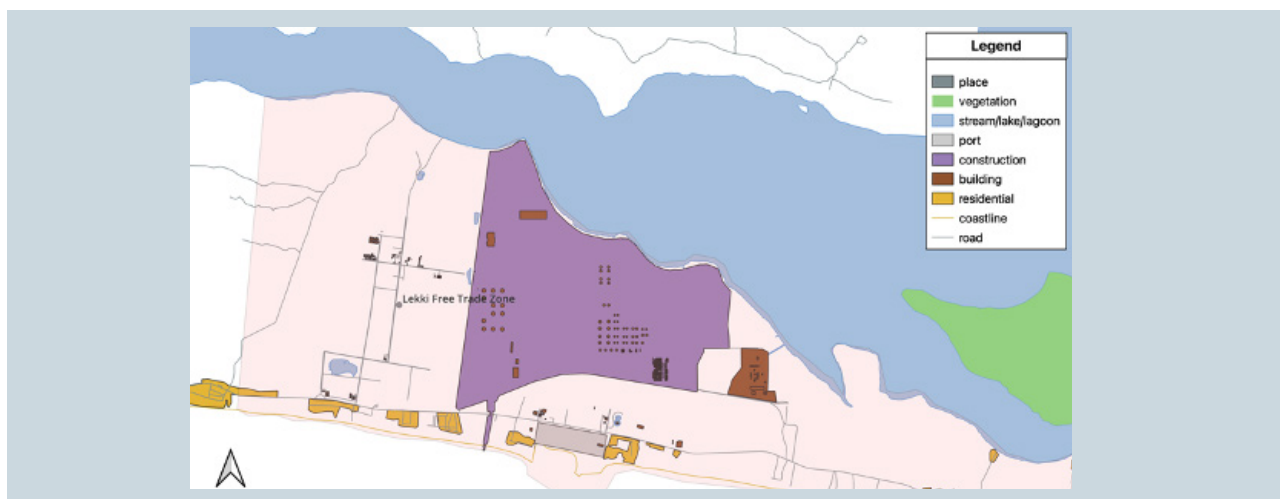 Legend
place
vegetation
stream/lake/lagoon
port
construction
building
residential
coastline
road
Lekki Free Trade Zone